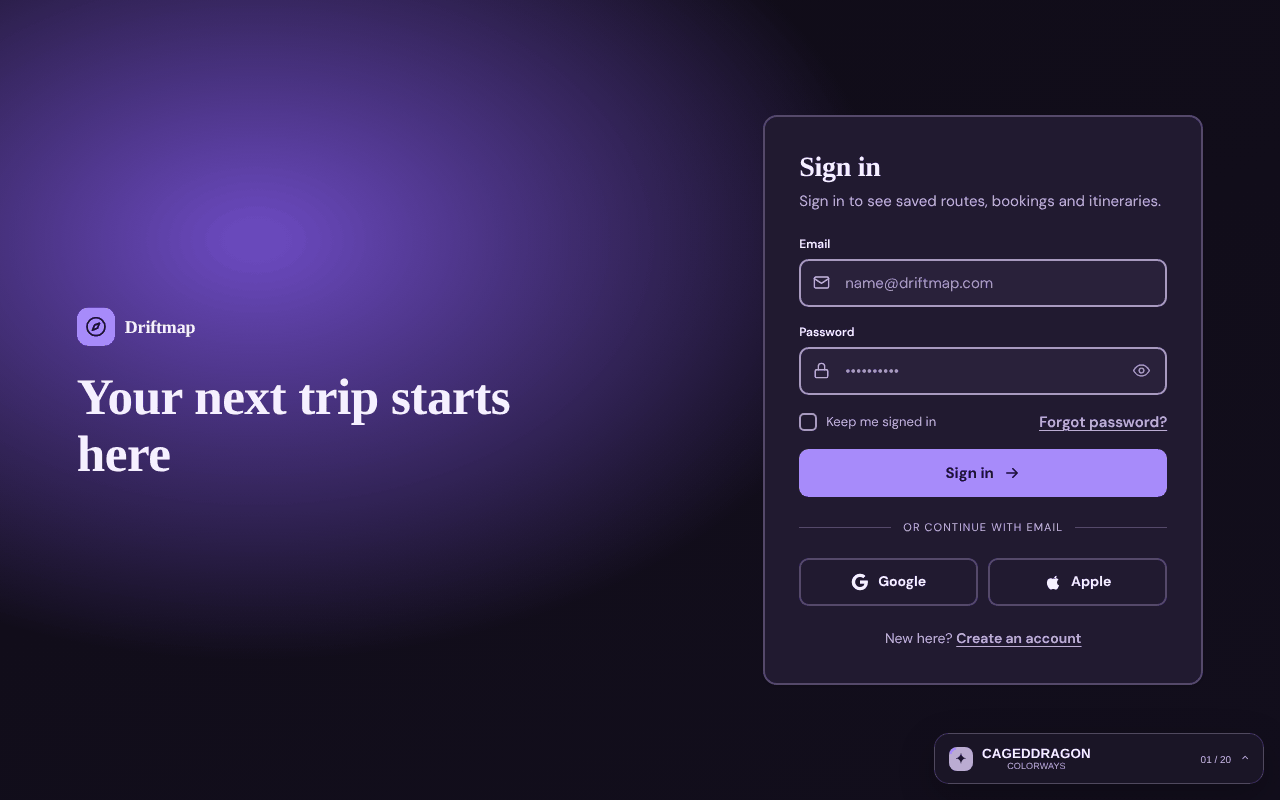 Driftmap
Your next trip starts
here
Sign in
Sign in to see saved routes, bookings and itineraries.
Email
name@driftmap.com
Password
••••••••••
Keep me signed in
Forgot password?
Sign in
OR CONTINUE WITH EMAIL
Google
Apple
New here? Create an account
CAGEDDRAGON
COLORWAYS
01 / 20